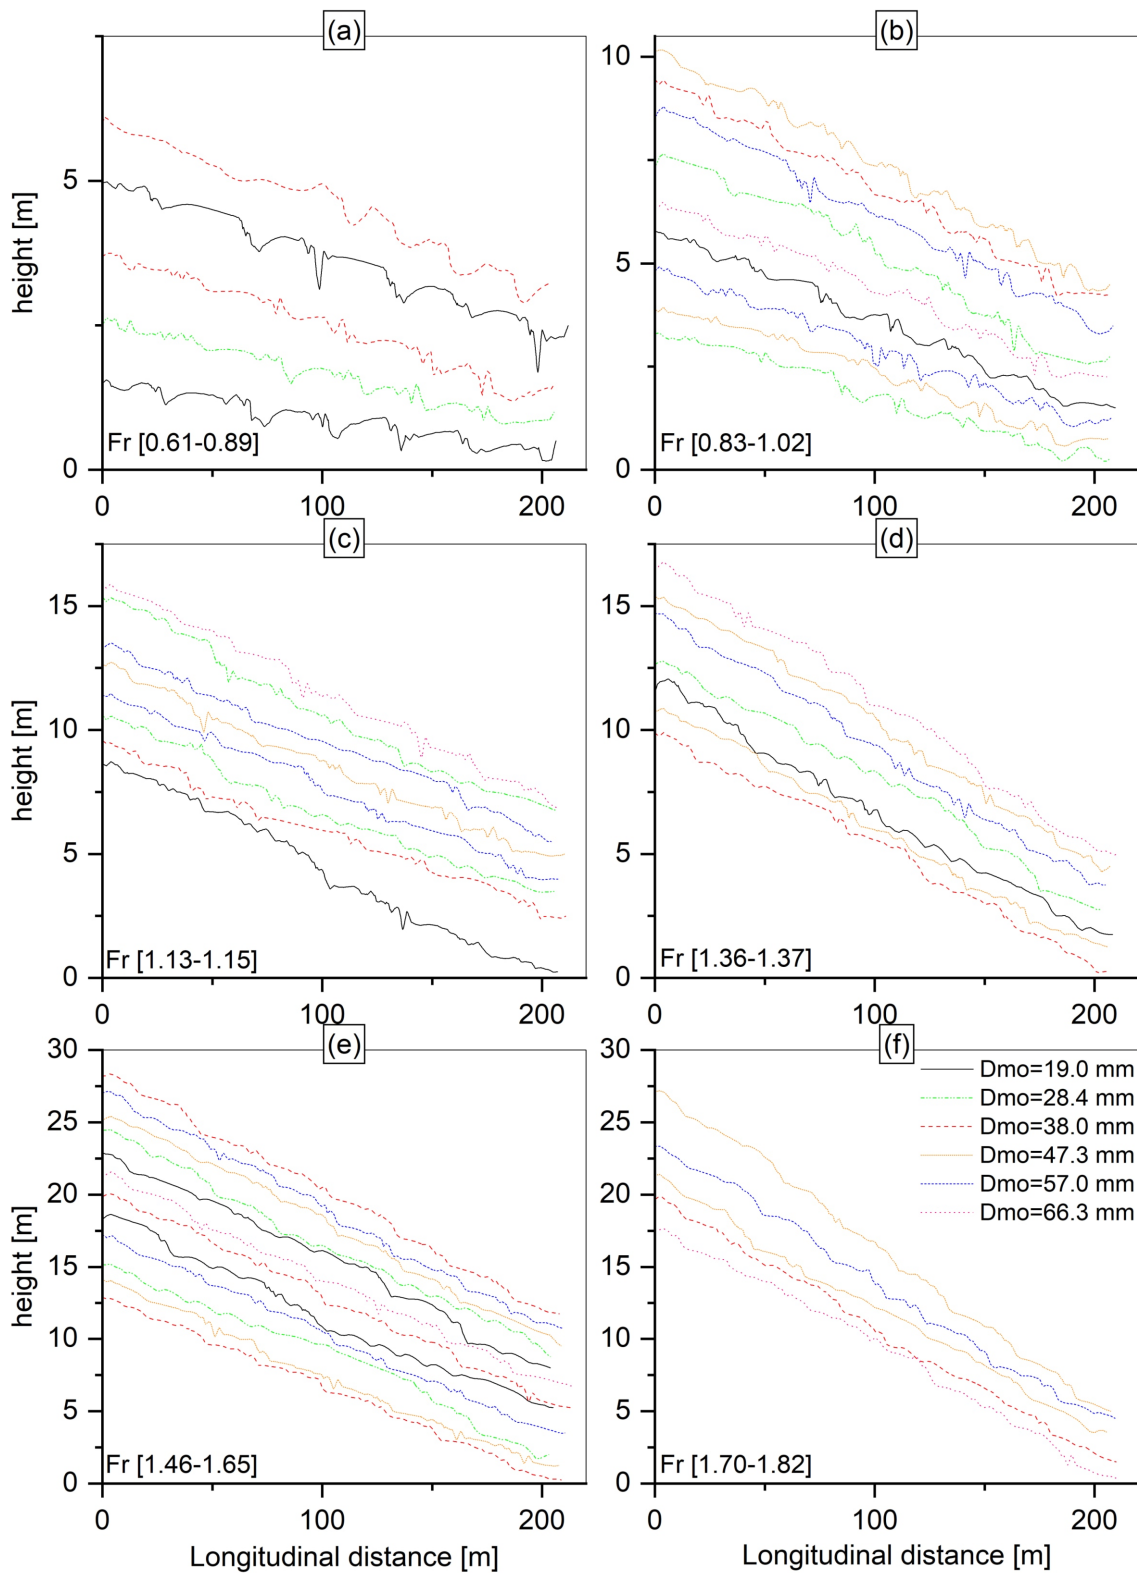 (a)
(b)
height [m]
5
0
10
5
0
Fr [0.61-0.89]
Fr [0.83-1.02]
0
100
200
0
100
200
(c)
(d)
height [m]
15
10
5
0
15
10
5
0
Fr [1.13-1.15]
Fr [1.36-1.37]
0
100
200
0
100
200
(e)
(f)
height [m]
30
25
20
15
10
5
0
30
25
20
15
10
5
0
Dmo=19.0 mm
Dmo=28.4 mm
Dmo=38.0 mm
Dmo=47.3 mm
Dmo=57.0 mm
Dmo=66.3 mm
Fr [1.46-1.65]
Fr [1.70-1.82]
0
100
200
0
100
200
Longitudinal distance [m]
Longitudinal distance [m]